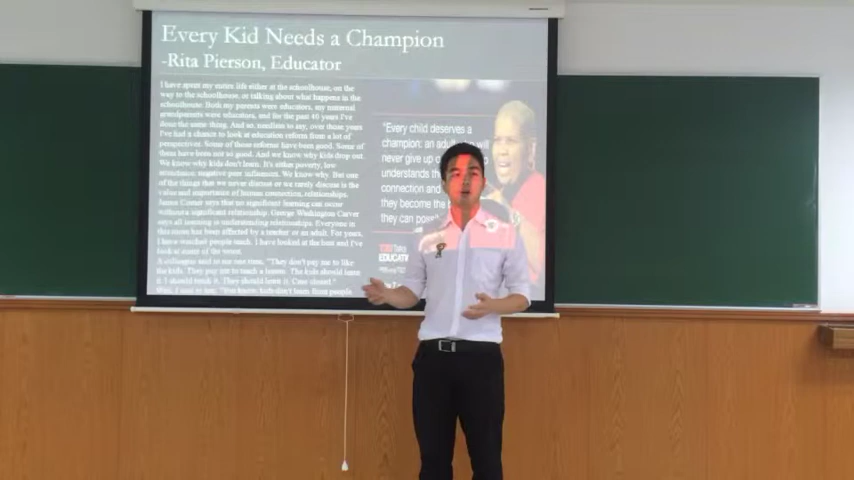 Every Kid Needs a Champion
-Rita Pierson, Educator
I have spent my entire life either at the schoolhouse, on the
way to the schoolhouse, or talking about what happens in the
schoolhouse. Both my parents were educators, my maternal
grandparents were educators, and for the past 40 years I've
done the same thing. And so, needless to say, over those years
I've had a chance to look at education reform from a lot of
perspectives. Some of those reforms have been good. Some of
them have been not so good. And we know why kids drop out.
We know why kids don't learn. It's either poverty, low
attendance, negative peer influences. We know why. But one
of the things that we never discuss or we rarely discuss is the
value and importance of human connection, relationships.
James Comer says that no significant learning can occur
without a significant relationship. George Washington Carver
says all learning is understanding relationships. Everyone in
this room has been affected by a teacher or an adult. For years,
I have watched people teach. I have looked at the best and I've
look at some of the worst.
A colleague said to me one time, "They don't pay me to like
the kids. They pay me to teach a lesson. The kids should learn
it. I should teach it. They should learn it. Case closed."
Well, I said to her, "You know, kids don't learn from people
"Every child deserves a
champion: an adult who will
never give up on
understands the
connection and
they become the
they can possi
TED Talks
EDUCATION